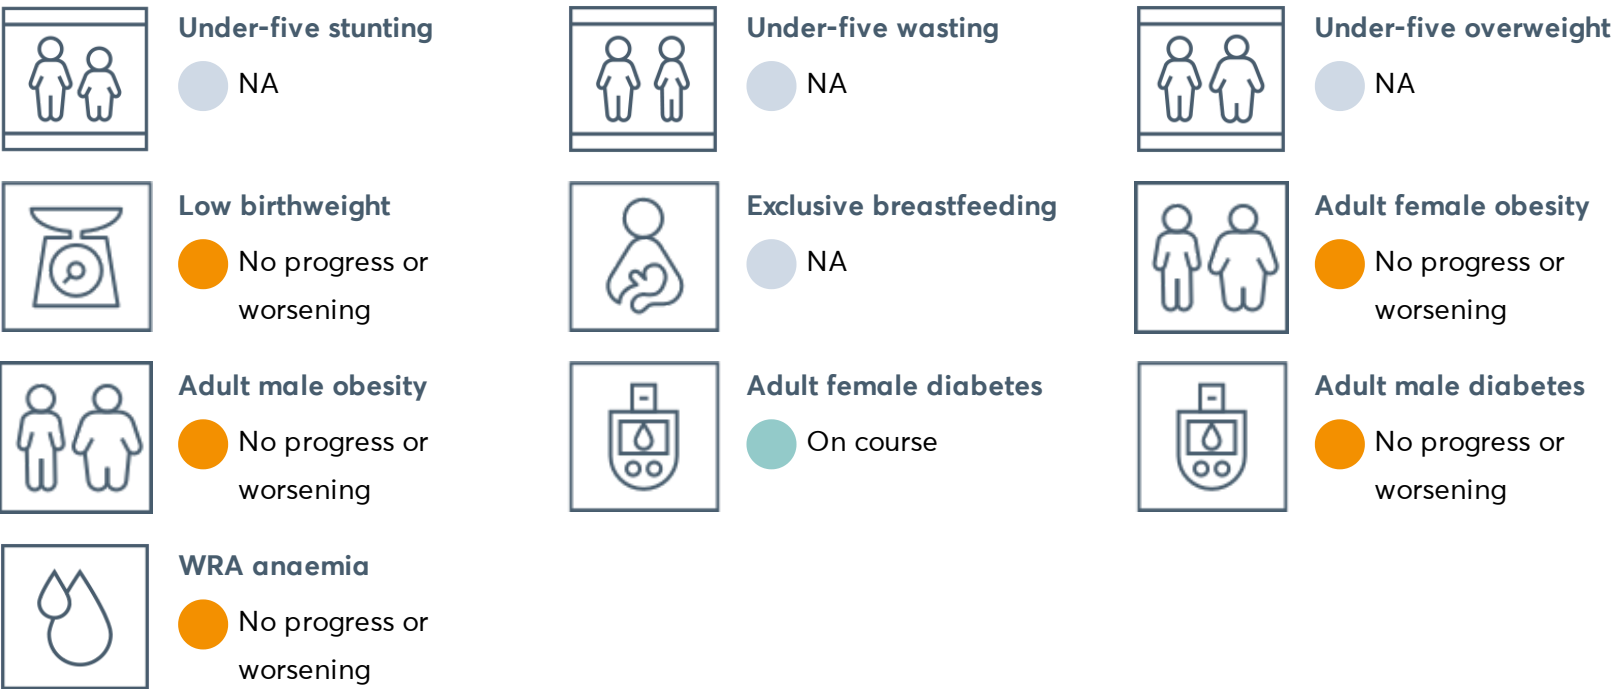 Under-five stunting
NA
Under-five wasting
NA
Under-five overweight
NA
Low birthweight
No progress or
worsening
Exclusive breastfeeding
NA
Adult female obesity
No progress or
worsening
Adult male obesity
No progress or
worsening
Adult female diabetes
On course
Adult male diabetes
No progress or
worsening
WRA anaemia
No progress or
worsening